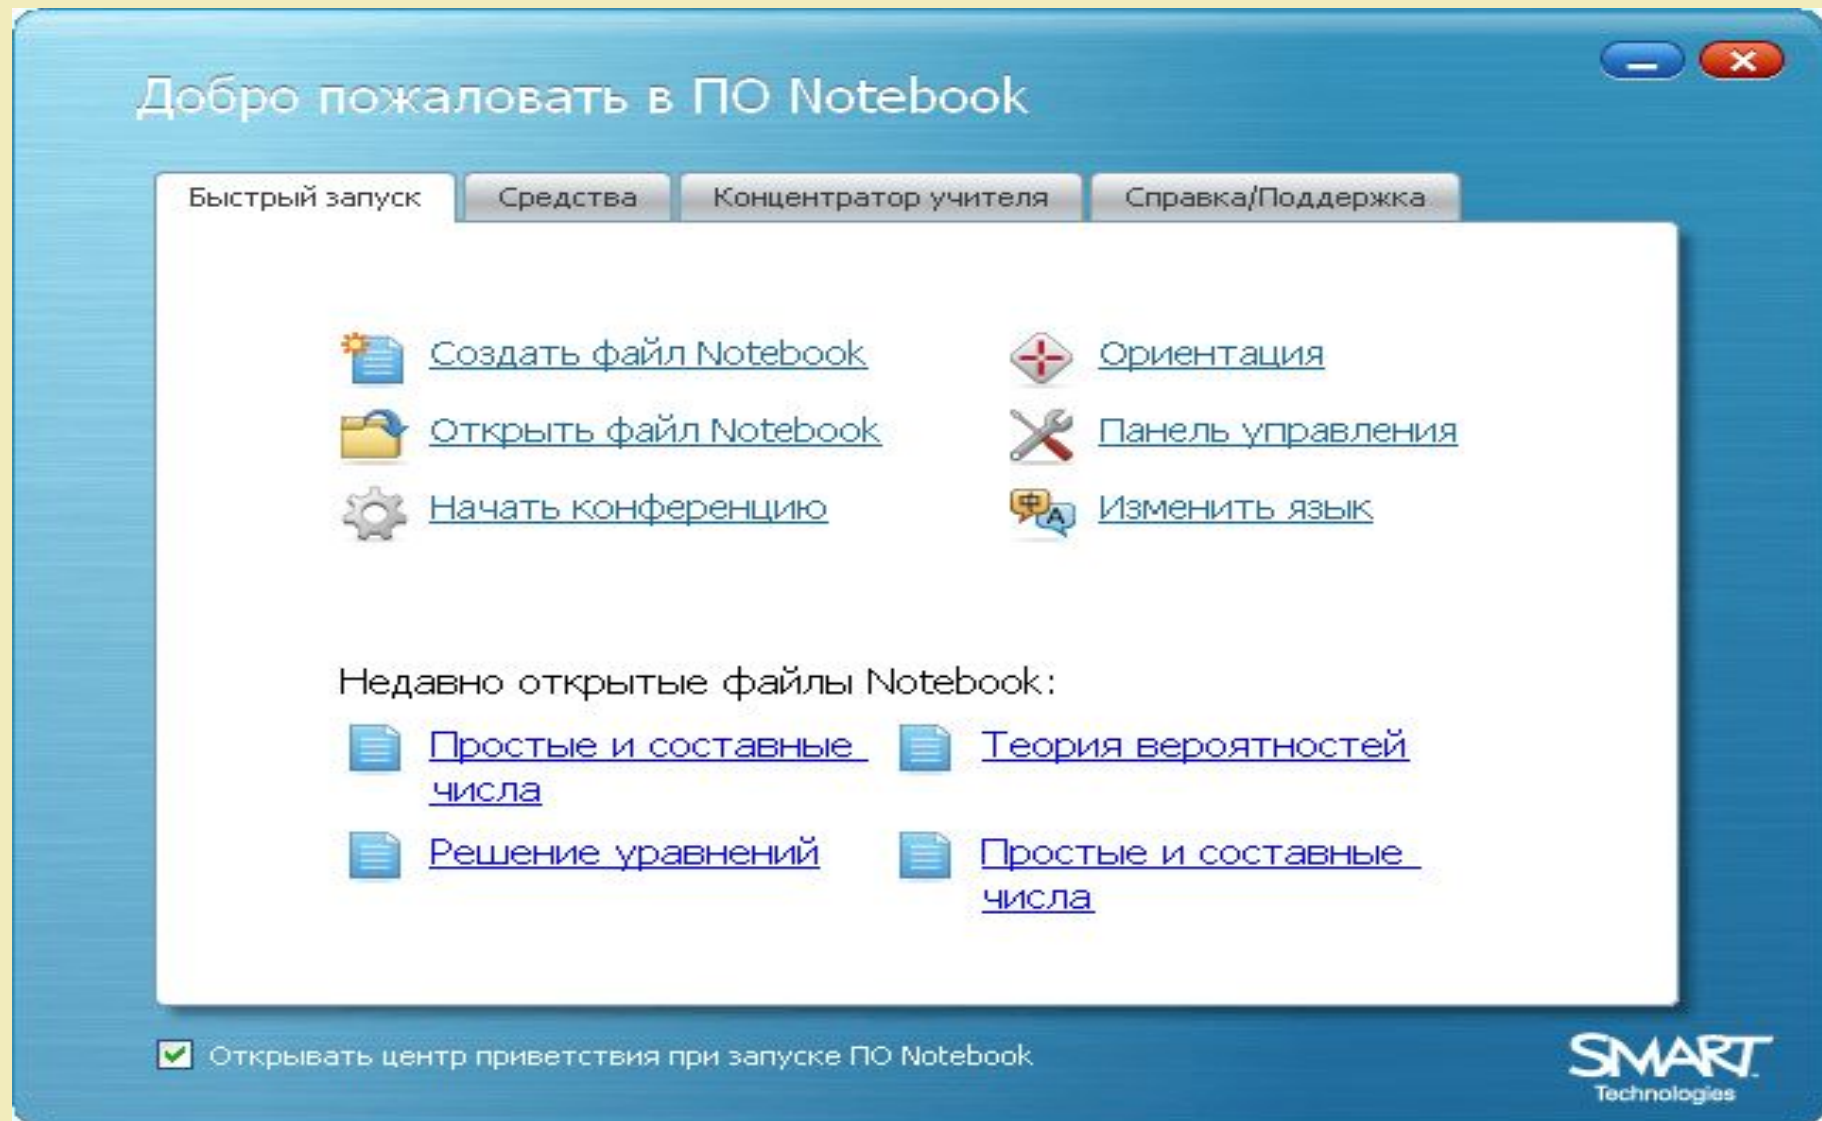 Добро пожаловать в ПО Notebook
Быстрый запуск
Средства
Концентратор учителя
Справка/Поддержка
Создать файл Notebook
Ориентация
Открыть файл Notebook
Панель управления
Начать конференцию
Изменить язык
Недавно открытые файлы Notebook:
Простые и составные
числа
Теория вероятностей
Решение уравнений
Простые и составные
числа
Открывать центр приветствия при запуске ПО Notebook
SMART
Technologies